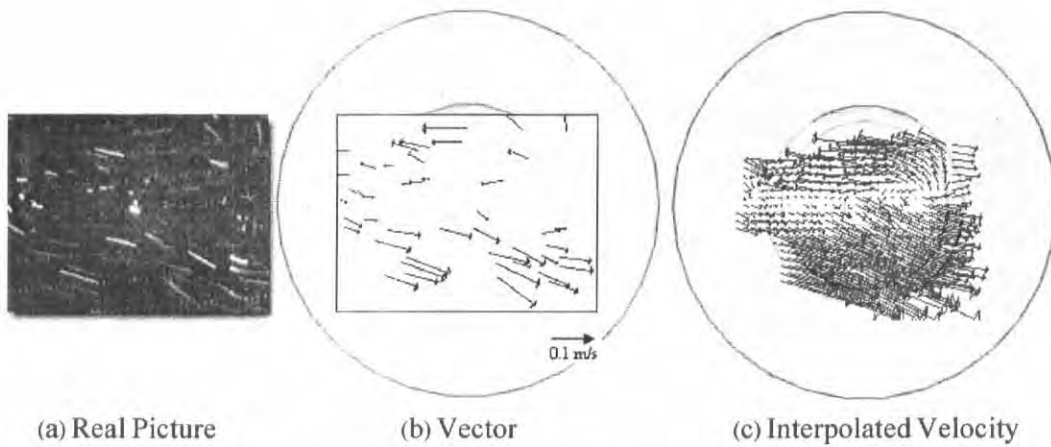 0.1 m/s
(a) Real Picture
(b) Vector
(c) Interpolated Velocity